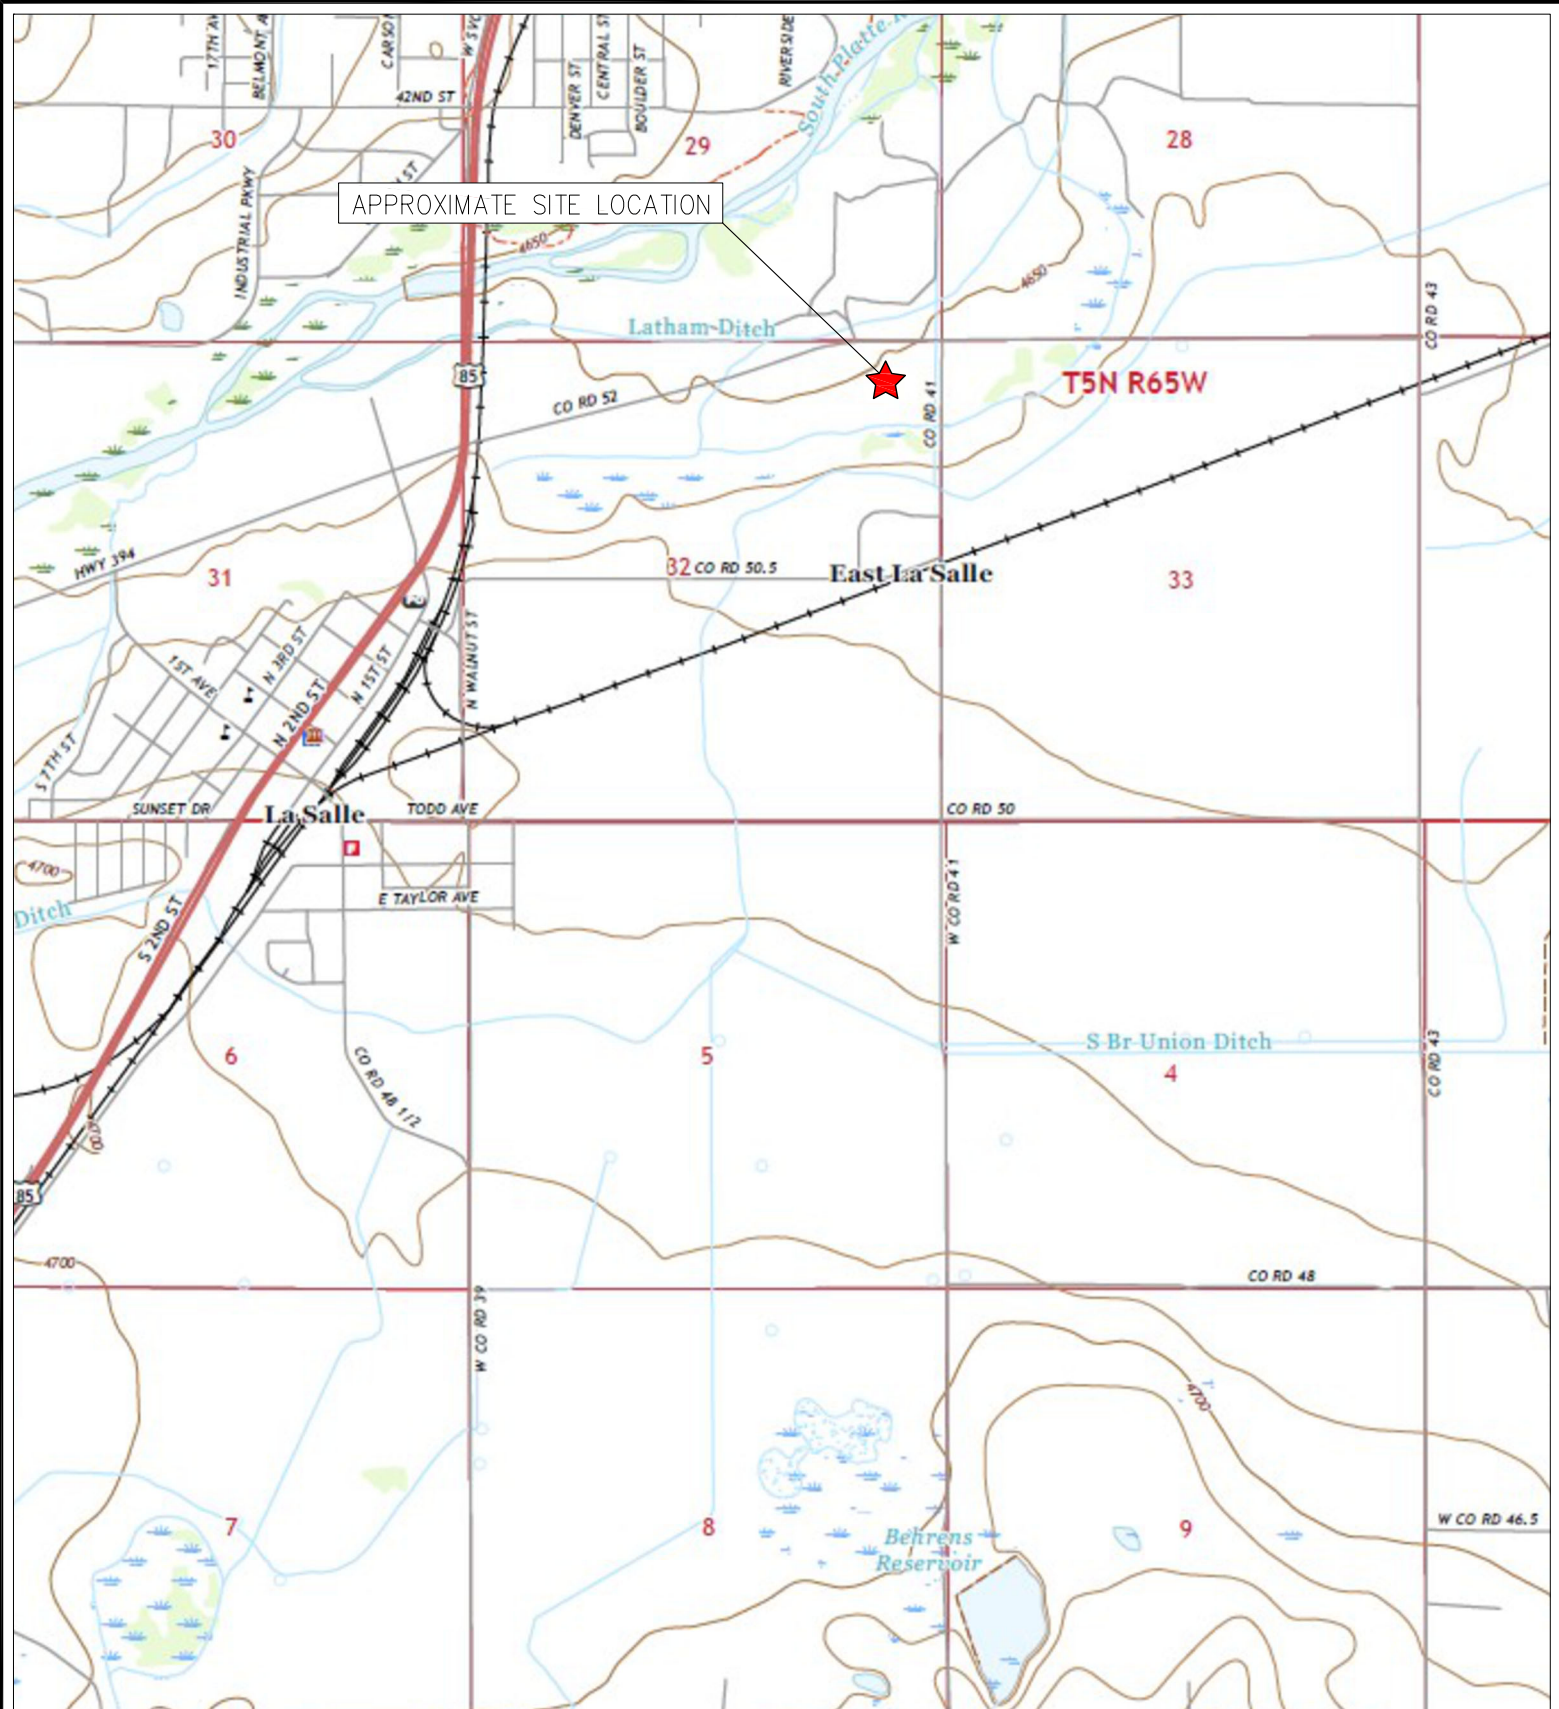 17TH AV
BELMONT A
CARSON
W SVC
DENVER ST
CENTRAL ST
BOULDER ST
RIVERSIDE
South Platte R
42ND ST
30
29
28
INDUSTRIAL PKWY
ST
APPROXIMATE SITE LOCATION
4650
4650
Latham Ditch
CO RD 43
85
CO RD 52
CO RD 41
T5N R65W
HWY 394
31
32
CO RD 50.5
East La Salle
33
N WALNUT ST
1ST AVE
N 3RD ST
N 2ND ST
N 1ST ST
S 7TH ST
SUNSET DR
La Salle
TODD AVE
CO RD 50
4700
Ditch
S 2ND ST
E TAYLOR AVE
W CO RD 41
6
5
S Br Union Ditch
4
CO RD 43
CO RD 48 1/2
4700
85
4700
CO RD 48
W CO RD 39
4700
7
8
Behrens
Reservoir
9
W CO RD 46.5